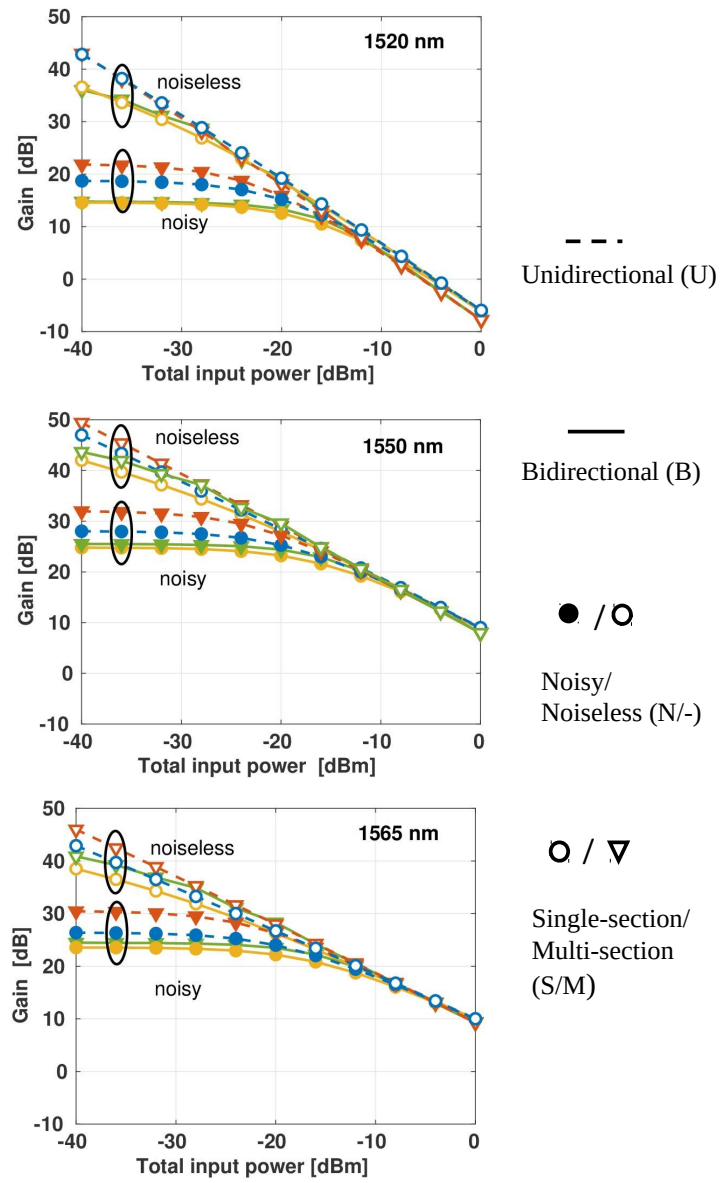 50
40
30
20
10
0
-10
Gain [dB]
1520 nm
noiseless
noisy
-40
-30
-20
-10
0
Total input power [dBm]
Unidirectional (U)
50
40
30
20
10
0
-10
Gain [dB]
1550 nm
noiseless
noisy
-40
-30
-20
-10
0
Total input power [dBm]
Bidirectional (B)
/
Noisy/
Noiseless (N/-)
50
40
30
20
10
0
-10
Gain [dB]
1565 nm
noiseless
noisy
-40
-30
-20
-10
0
Total input power [dBm]
/
Single-section/
Multi-section
(S/M)